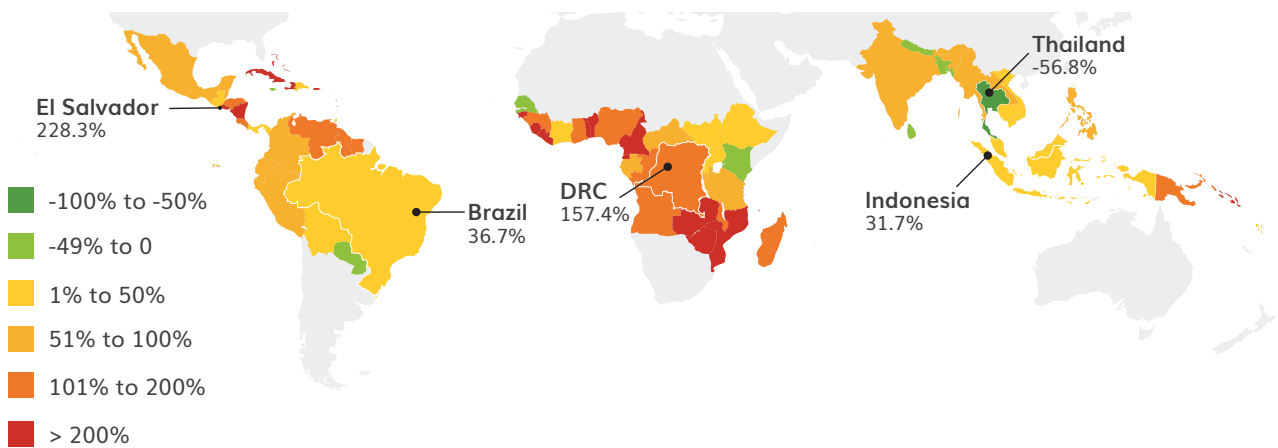 El Salvador
228.3%
Brazil
36.7%
DRC
157.4%
Thailand
-56.8%
Indonesia
31.7%
-100% to -50%
-49% to 0
1% to 50%
51% to 100%
101% to 200%
> 200%